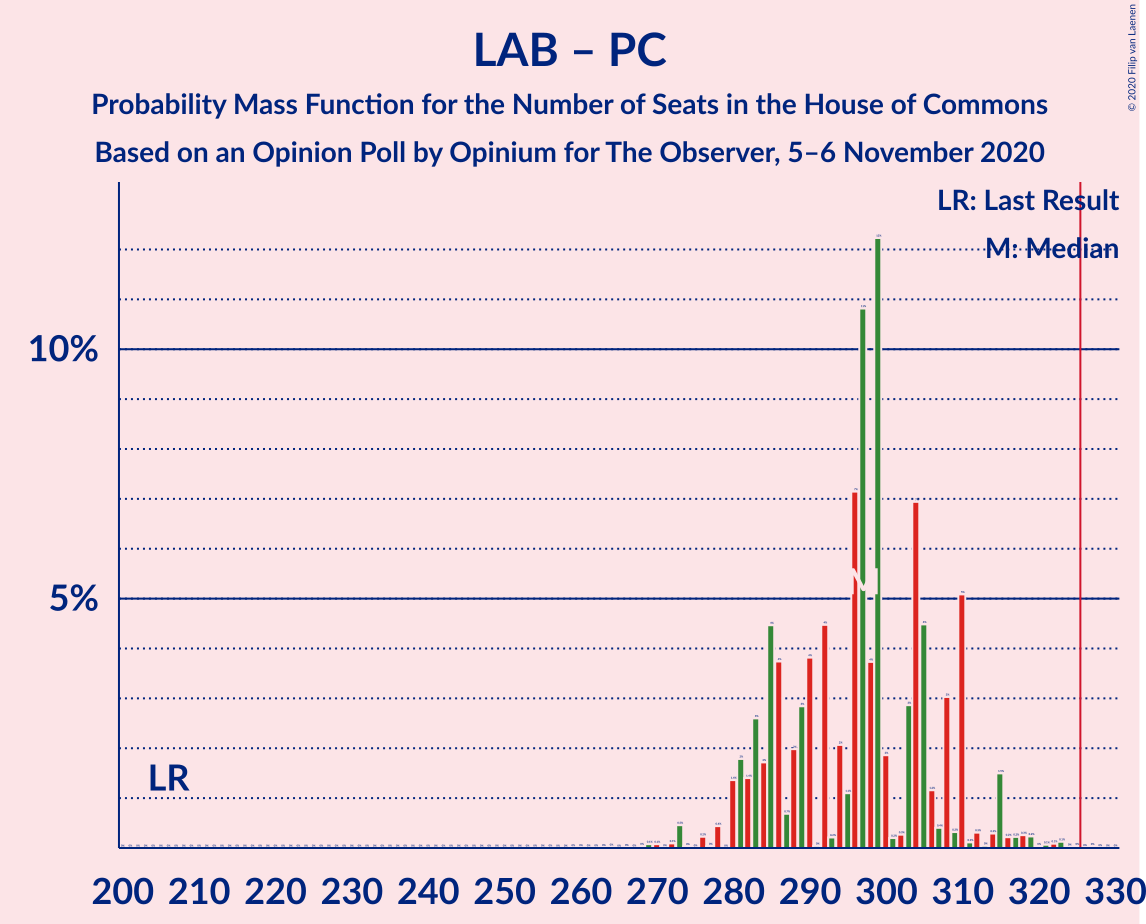 LAB – PC
Probability Mass Function for the Number of Seats in the House of Commons
Based on an Opinion Poll by Opinium for The Observer, 5–6 November 2020
© 2020 Filip van Laenen
LR: Last Result
M: Median
10%
5%
LR
M
200 210 220 230 240 250 260 270 280 290 300 310 320 330